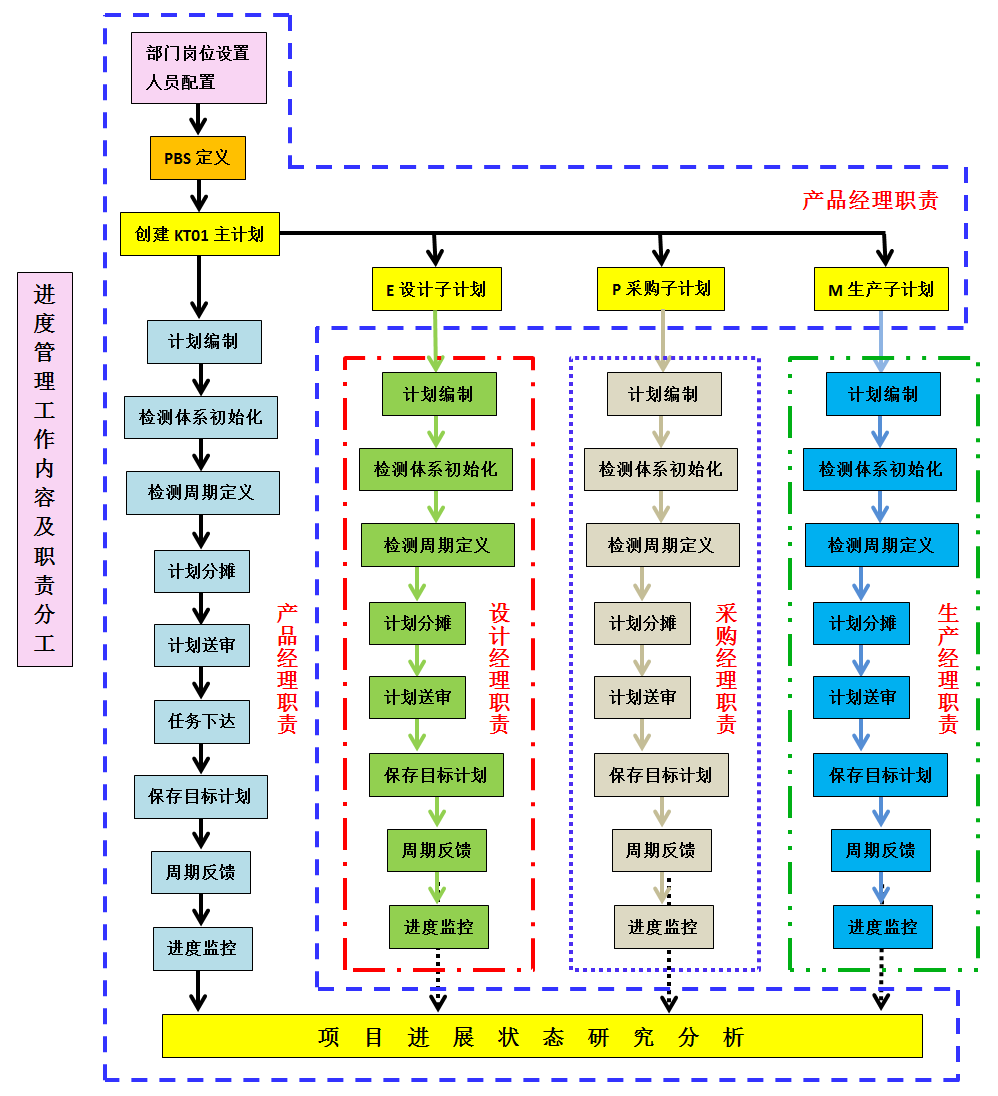 进度管理工作内容及职责分工
部门岗位设置
人员配置
PBS 定义
创建 KT01 主计划
产品经理职责
E 设计子计划
P 采购子计划
M 生产子计划
计划编制
检测体系初始化
检测周期定义
计划分摊
计划送审
任务下达
保存目标计划
周期反馈
进度监控
产品经理职责
计划编制
检测体系初始化
检测周期定义
计划分摊
计划送审
保存目标计划
周期反馈
进度监控
设计经理职责
计划编制
检测体系初始化
检测周期定义
计划分摊
计划送审
保存目标计划
周期反馈
进度监控
采购经理职责
计划编制
检测体系初始化
检测周期定义
计划分摊
计划送审
保存目标计划
周期反馈
进度监控
生产经理职责
项目进展状态研究分析